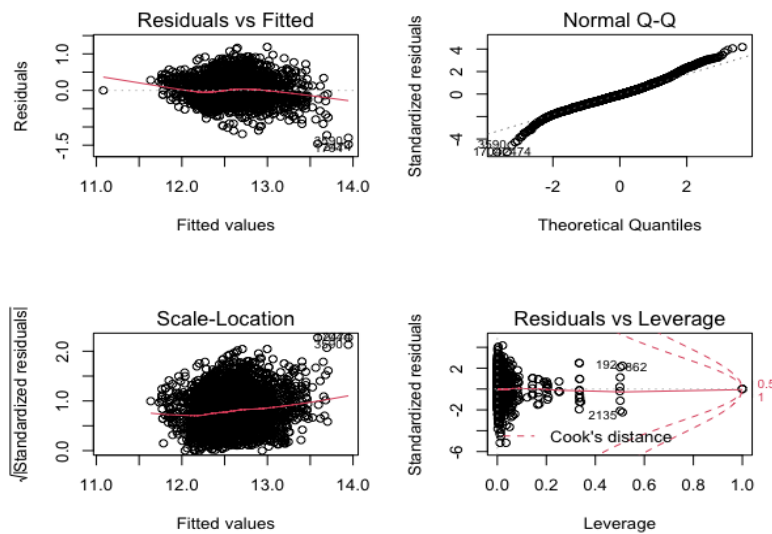 Residuals vs Fitted
Residuals
1.0
0.0
-1.5
3590
11.0
12.0
13.0
14.0
Fitted values
Normal Q-Q
Standardized residuals
4
2
0
-4
3590
-2
0
2
Theoretical Quantiles
Scale-Location
√|Standardized residuals|
2.0
1.0
0.0
11.0
12.0
13.0
14.0
Fitted values
Residuals vs Leverage
Standardized residuals
2
-2
-6
2135
Cook's distance
0.5
1
0.0
0.2
0.4
0.6
0.8
1.0
Leverage